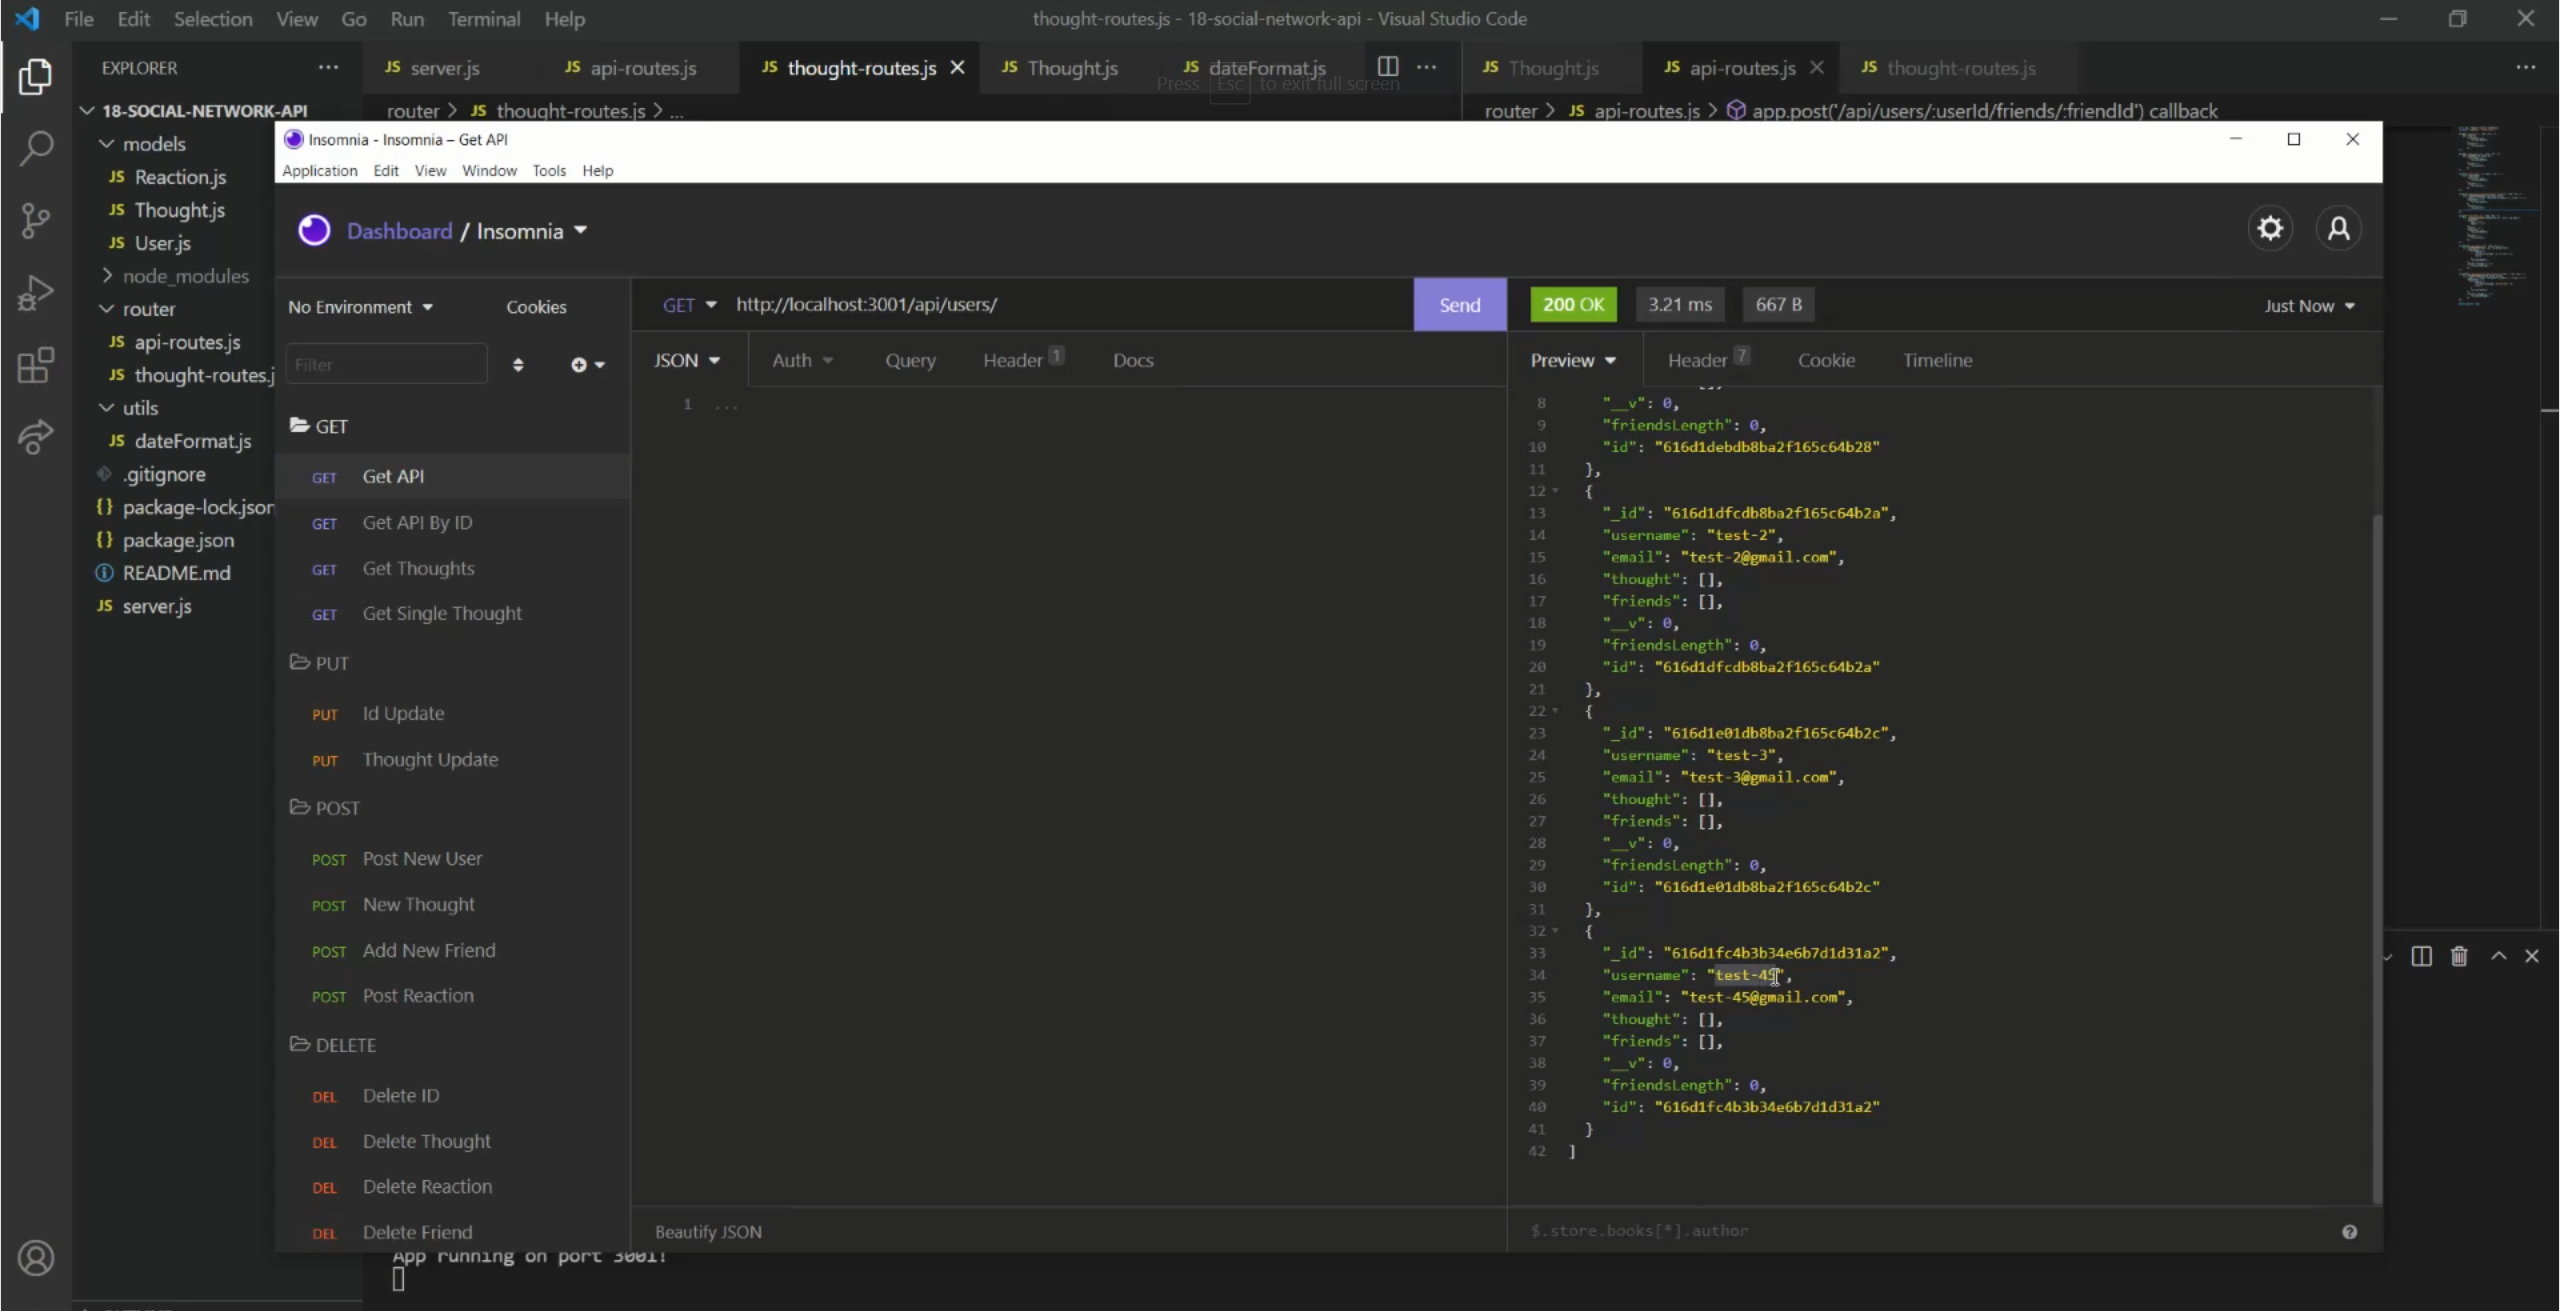 File Edit Selection View Go Run Terminal Help
thought-routes.js - 18-social-network-api - Visual Studio Code
EXPLORER
JS server.js
JS api-routes.js
JS thought-routes.js
JS Thought.js
JS dateFormat.js
Press Esc to exit full screen
JS Thought.js
JS api-routes.js
JS thought-routes.js
18-SOCIAL-NETWORK-API
router > JS thought-routes.js > ...
router > JS api-routes.js > app.post('/api/users/:userId/friends/:friendId') callback
models
JS Reaction.js
JS Thought.js
JS User.js
node_modules
router
JS api-routes.js
JS thought-routes.j
utils
JS dateFormat.js
.gitignore
{} package-lock.json
{} package.json
README.md
JS server.js
Insomnia - Insomnia – Get API
Application Edit View Window Tools Help
Dashboard / Insomnia
No Environment Cookies
Filter
GET
GET Get API
GET Get API By ID
GET Get Thoughts
GET Get Single Thought
PUT
PUT Id Update
PUT Thought Update
POST
POST Post New User
POST New Thought
POST Add New Friend
POST Post Reaction
DELETE
DEL Delete ID
DEL Delete Thought
DEL Delete Reaction
DEL Delete Friend
GET http://localhost:3001/api/users/ Send
JSON Auth Query Header 1 Docs
1 ...
Beautify JSON
200 OK 3.21 ms 667 B Just Now
Preview Header 7 Cookie Timeline
8 "__v": 0,
9 "friendsLength": 0,
10 "id": "616d1debdb8ba2f165c64b28"
11 },
12 {
13 "_id": "616d1dfcdb8ba2f165c64b2a",
14 "username": "test-2",
15 "email": "test-2@gmail.com",
16 "thought": [],
17 "friends": [],
18 "__v": 0,
19 "friendsLength": 0,
20 "id": "616d1dfcdb8ba2f165c64b2a"
21 },
22 {
23 "_id": "616d1e01db8ba2f165c64b2c",
24 "username": "test-3",
25 "email": "test-3@gmail.com",
26 "thought": [],
27 "friends": [],
28 "__v": 0,
29 "friendsLength": 0,
30 "id": "616d1e01db8ba2f165c64b2c"
31 },
32 {
33 "_id": "616d1fc4b3b34e6b7d1d31a2",
34 "username": "test-45",
35 "email": "test-45@gmail.com",
36 "thought": [],
37 "friends": [],
38 "__v": 0,
39 "friendsLength": 0,
40 "id": "616d1fc4b3b34e6b7d1d31a2"
41 }
42 ]
$.store.books[*].author
App running on port 3001!